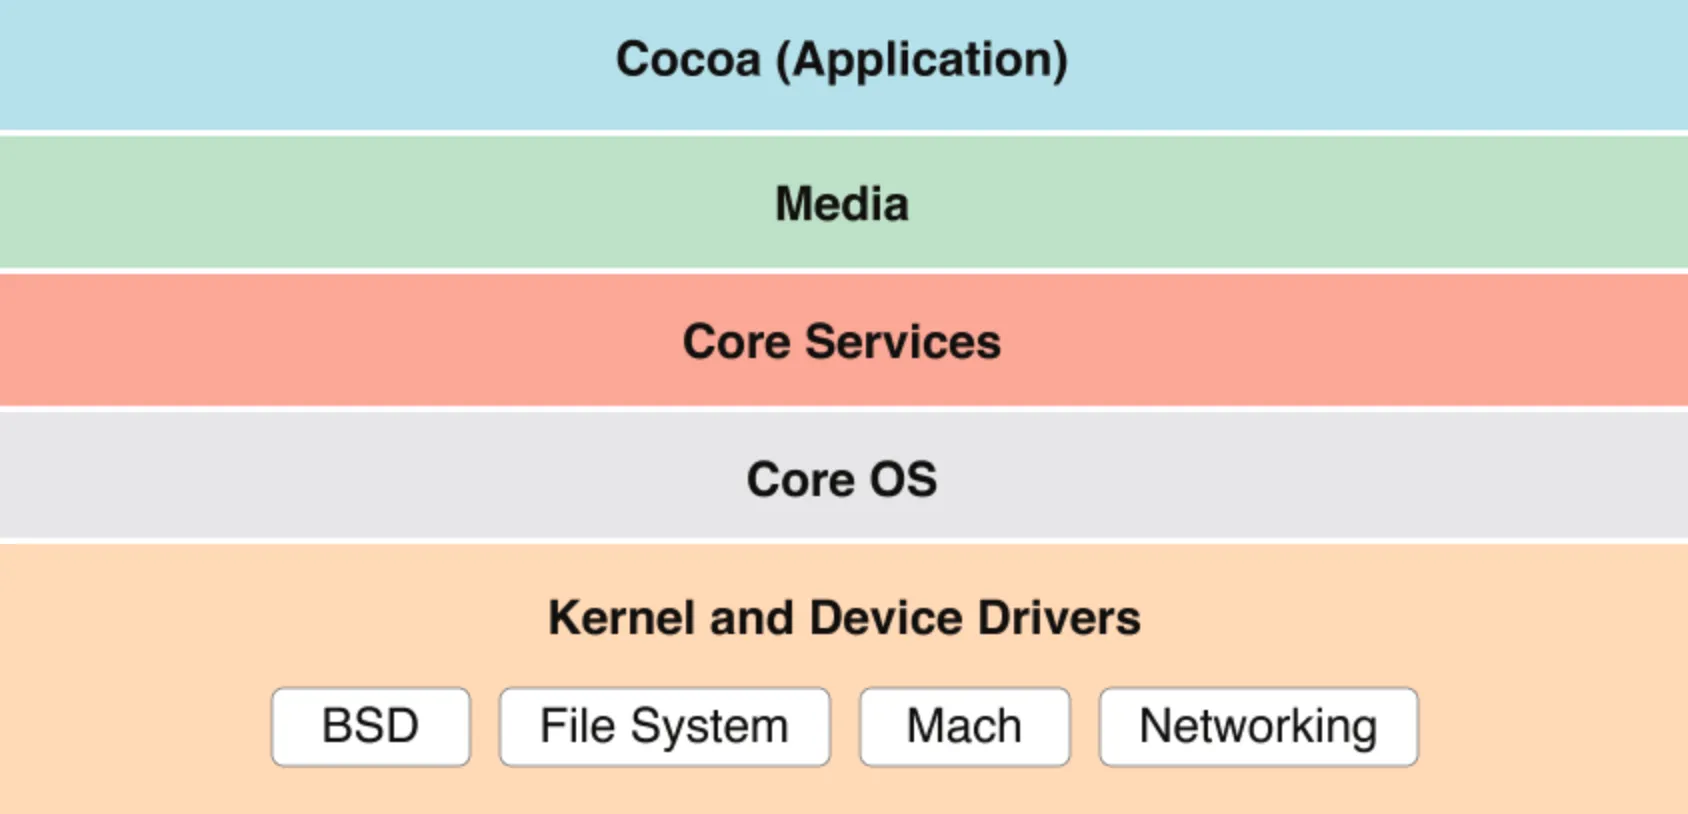 Cocoa (Application)
Media
Core Services
Core OS
Kernel and Device Drivers
BSD
File System
Mach
Networking